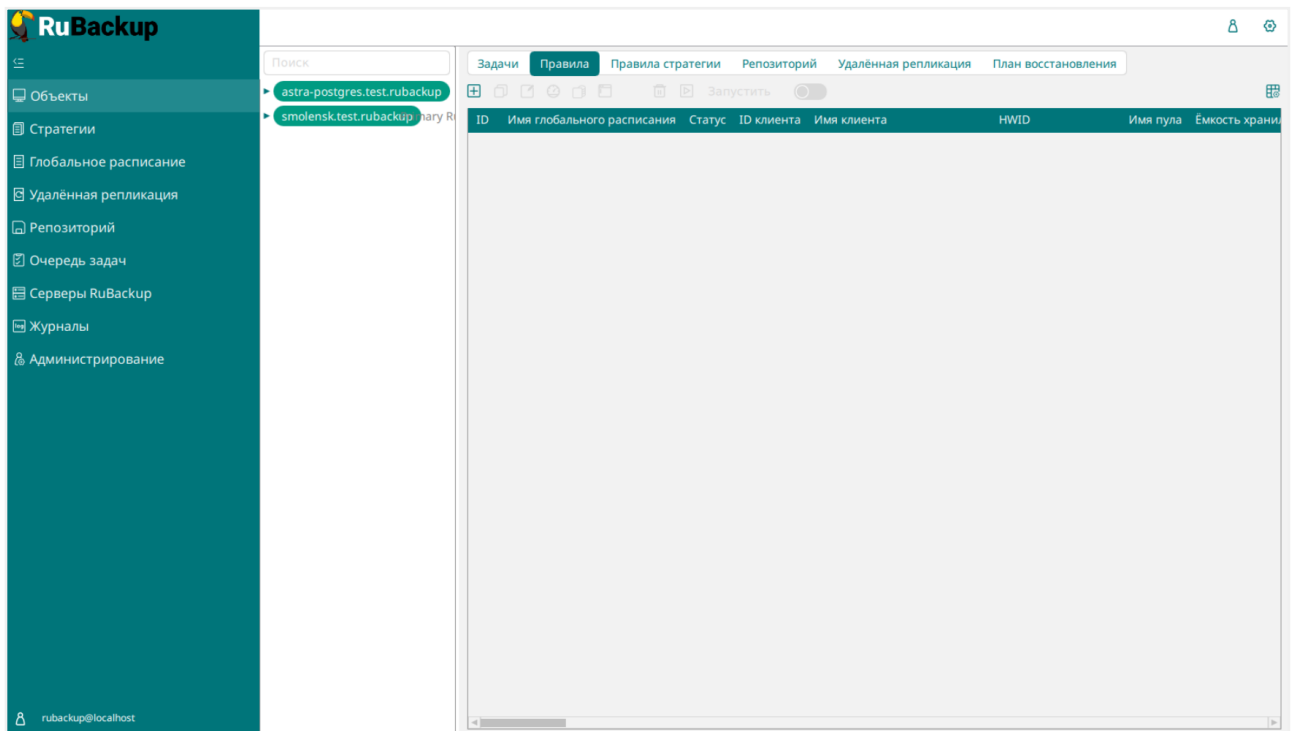 RuBackup
Поиск
Задачи Правила Правила стратегии Репозиторий Удалённая репликация План восстановления
Объекты
astra-postgres.test.rubackup
Запустить
smolensk.test.rubackup
ID Имя глобального расписания Статус ID клиента Имя клиента HWID Имя пула Ёмкость хранил
Стратегии
Глобальное расписание
Удалённая репликация
Репозиторий
Очередь задач
Серверы RuBackup
Журналы
Администрирование
rubackup@localhost